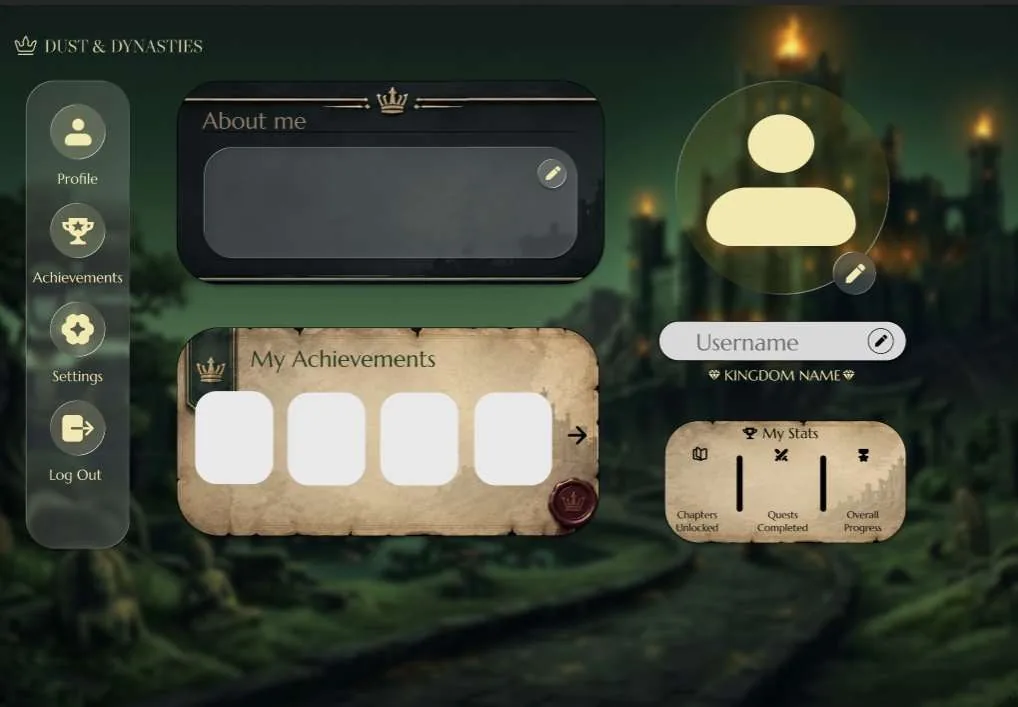 DUST & DYNASTIES
Profile
Achievements
Settings
Log Out
About me
My Achievements
Username
KINGDOM NAME
My Stats
Chapters
Unlocked
Quests
Completed
Overall
Progress